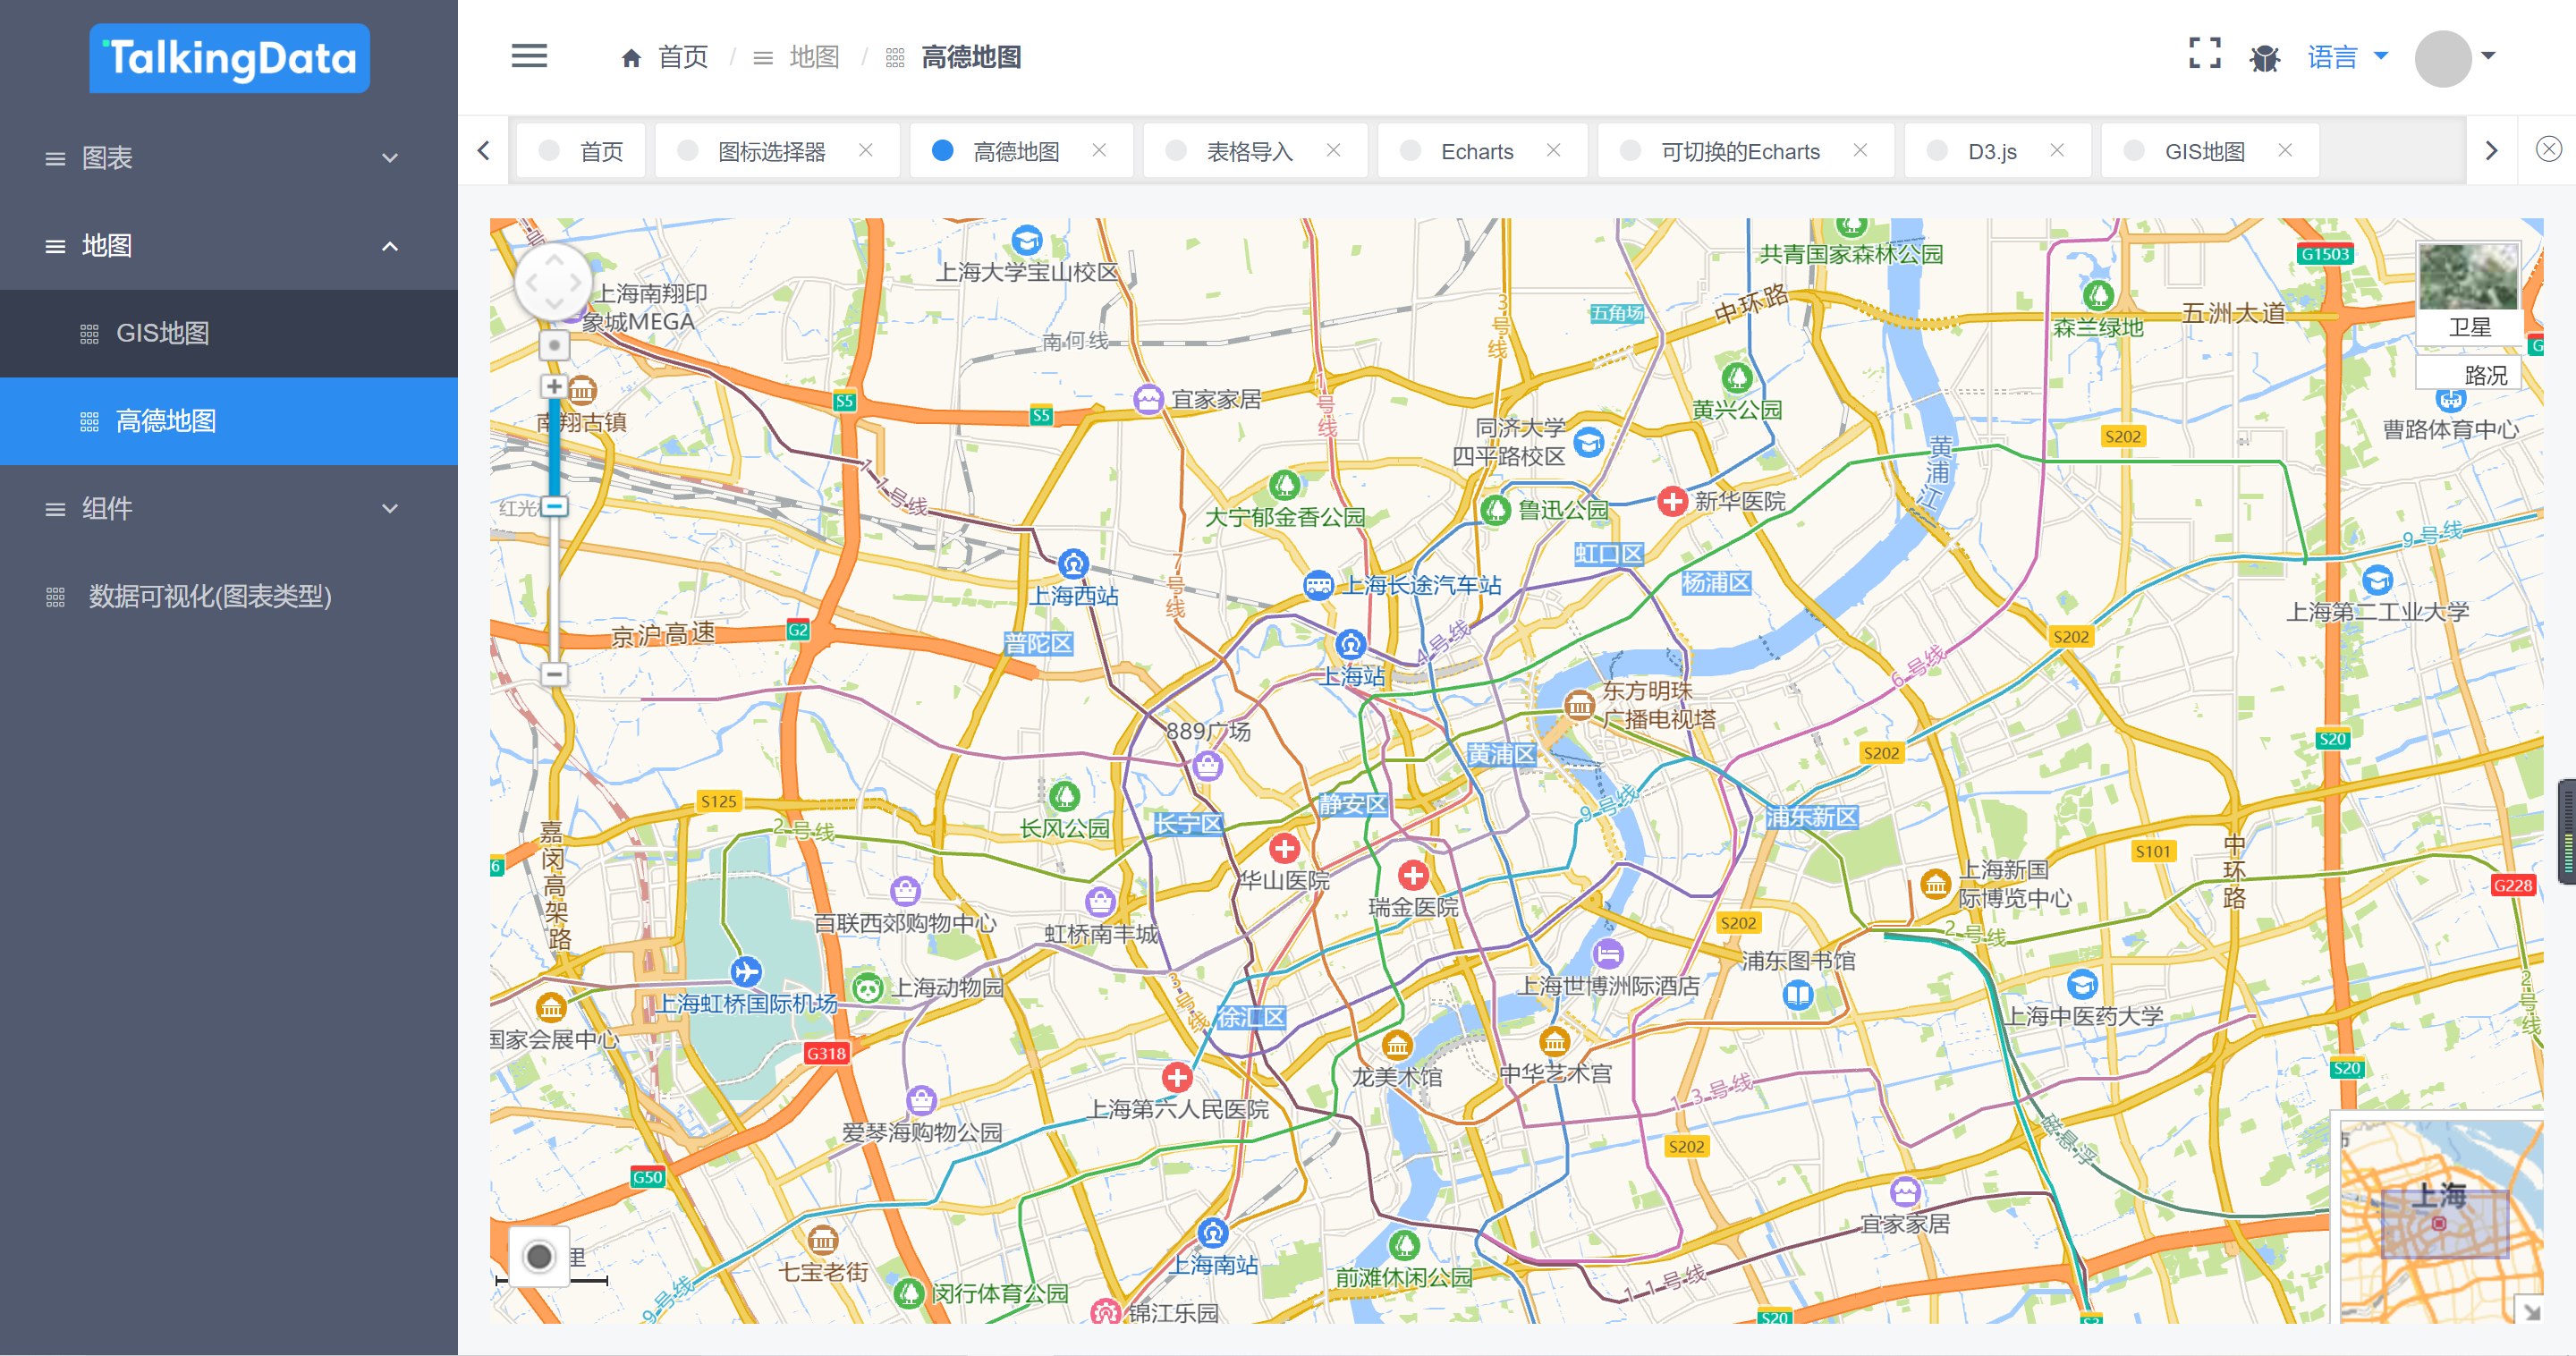 TalkingData
图表
地图
GIS地图
高德地图
组件
数据可视化(图表类型)
首页 / 地图 / 高德地图
语言
首页
图标选择器
高德地图
表格导入
Echarts
可切换的Echarts
D3.js
GIS地图
上海大学宝山校区
共青国家森林公园
G1503
上海南翔印
象城MEGA
南何线
3号线
五角场
中环路
森兰绿地
五洲大道
卫星
路况
南翔古镇
S5
S5
宜家家居
1号线
黄兴公园
同济大学
四平路校区
S202
曹路体育中心
黄浦江
11号线
大宁郁金香公园
鲁迅公园
新华医院
9号线
虹口区
杨浦区
上海西站
7号线
上海长途汽车站
上海第二工业大学
京沪高速
G2
普陀区
上海站
4号线
S202
6号线
东方明珠
广播电视塔
889广场
黄浦区
S202
S20
S125
2号线
长风公园
长宁区
静安区
9号线
浦东新区
嘉闵高架路
6
S101
中环路
华山医院
瑞金医院
上海新国
际博览中心
G228
百联西郊购物中心
虹桥南丰城
S202
2号线
上海虹桥国际机场
上海动物园
3号线
上海世博洲际酒店
浦东图书馆
2号线
国家会展中心
徐汇区
上海中医药大学
G318
龙美术馆
中华艺术宫
S20
上海第六人民医院
13号线
爱琴海购物公园
S202
磁悬浮
G50
上海
宜家家居
里
七宝老街
上海南站
前滩休闲公园
11号线
9号线
闵行体育公园
锦江乐园
S20